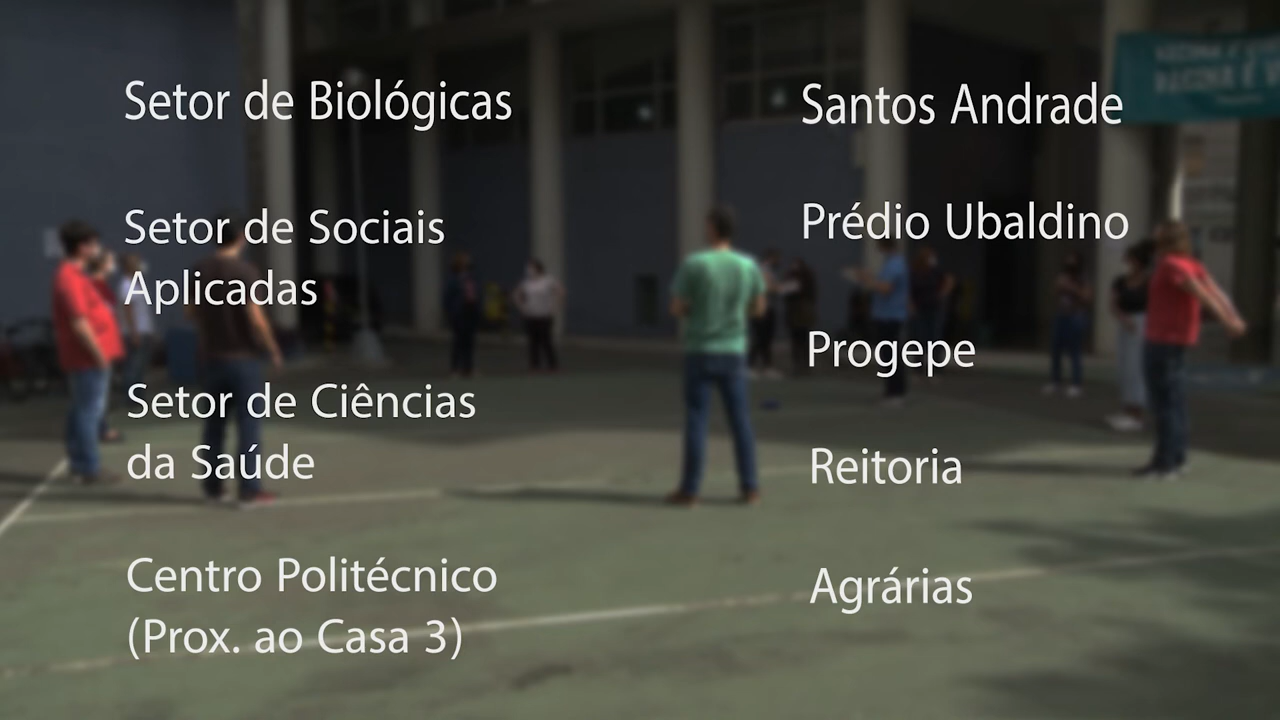 Setor de Biológicas
Setor de Sociais
Aplicadas
Setor de Ciências
da Saúde
Centro Politécnico
(Prox. ao Casa 3)
Santos Andrade
Prédio Ubaldino
Progepe
Reitoria
Agrárias